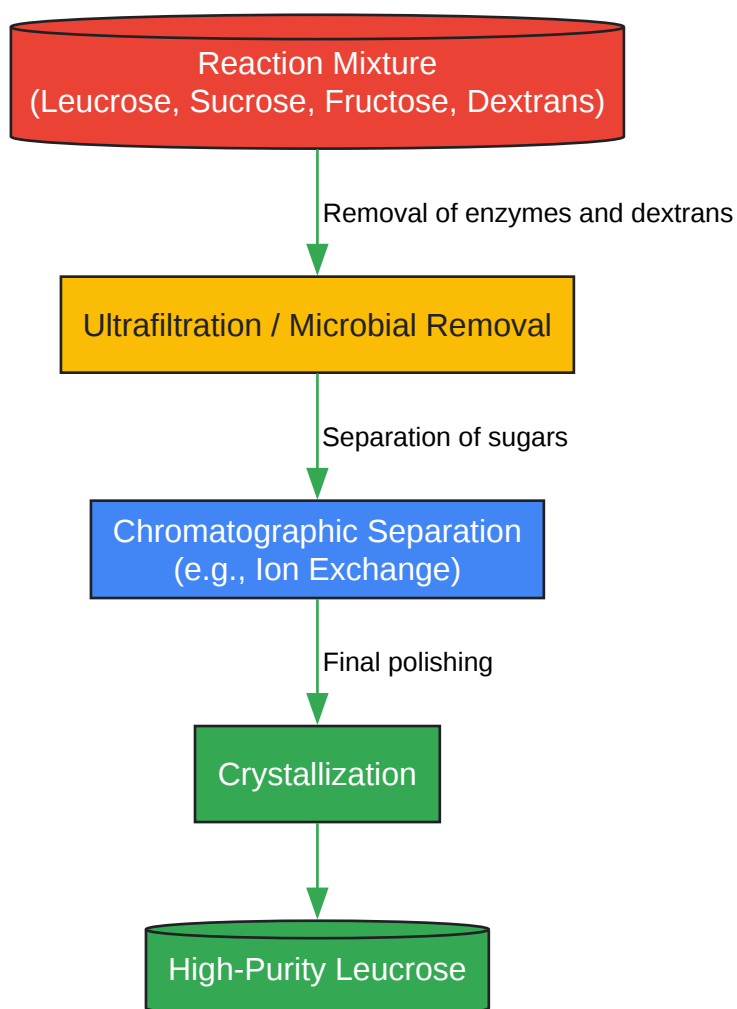 Reaction Mixture
(Leucrose, Sucrose, Fructose, Dextrans)
Removal of enzymes and dextrans
Ultrafiltration / Microbial Removal
Separation of sugars
Chromatographic Separation
(e.g., Ion Exchange)
Final polishing
Crystallization
High-Purity Leucrose